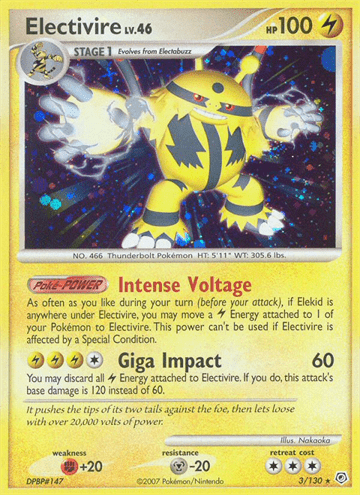 Electivire LV.46 HP 100
STAGE 1 Evolves from Electabuzz
NO. 466 Thunderbolt Pokémon HT: 5'11" WT: 305.6 lbs.
Poké-POWER Intense Voltage
As often as you like during your turn (before your attack), if Elekid is
anywhere under Electivire, you may move a Energy attached to 1
of your Pokémon to Electivire. This power can't be used if Electivire is
affected by a Special Condition.
Giga Impact 60
You may discard all Energy attached to Electivire. If you do, this attack's
base damage is 120 instead of 60.
It pushes the tips of its two tails against the foe, then lets loose
with over 20,000 volts of power.
Illus. Nakaoka
weakness resistance retreat cost
+20 -20
DPBP#147 ©2007 Pokémon 3/130 ★